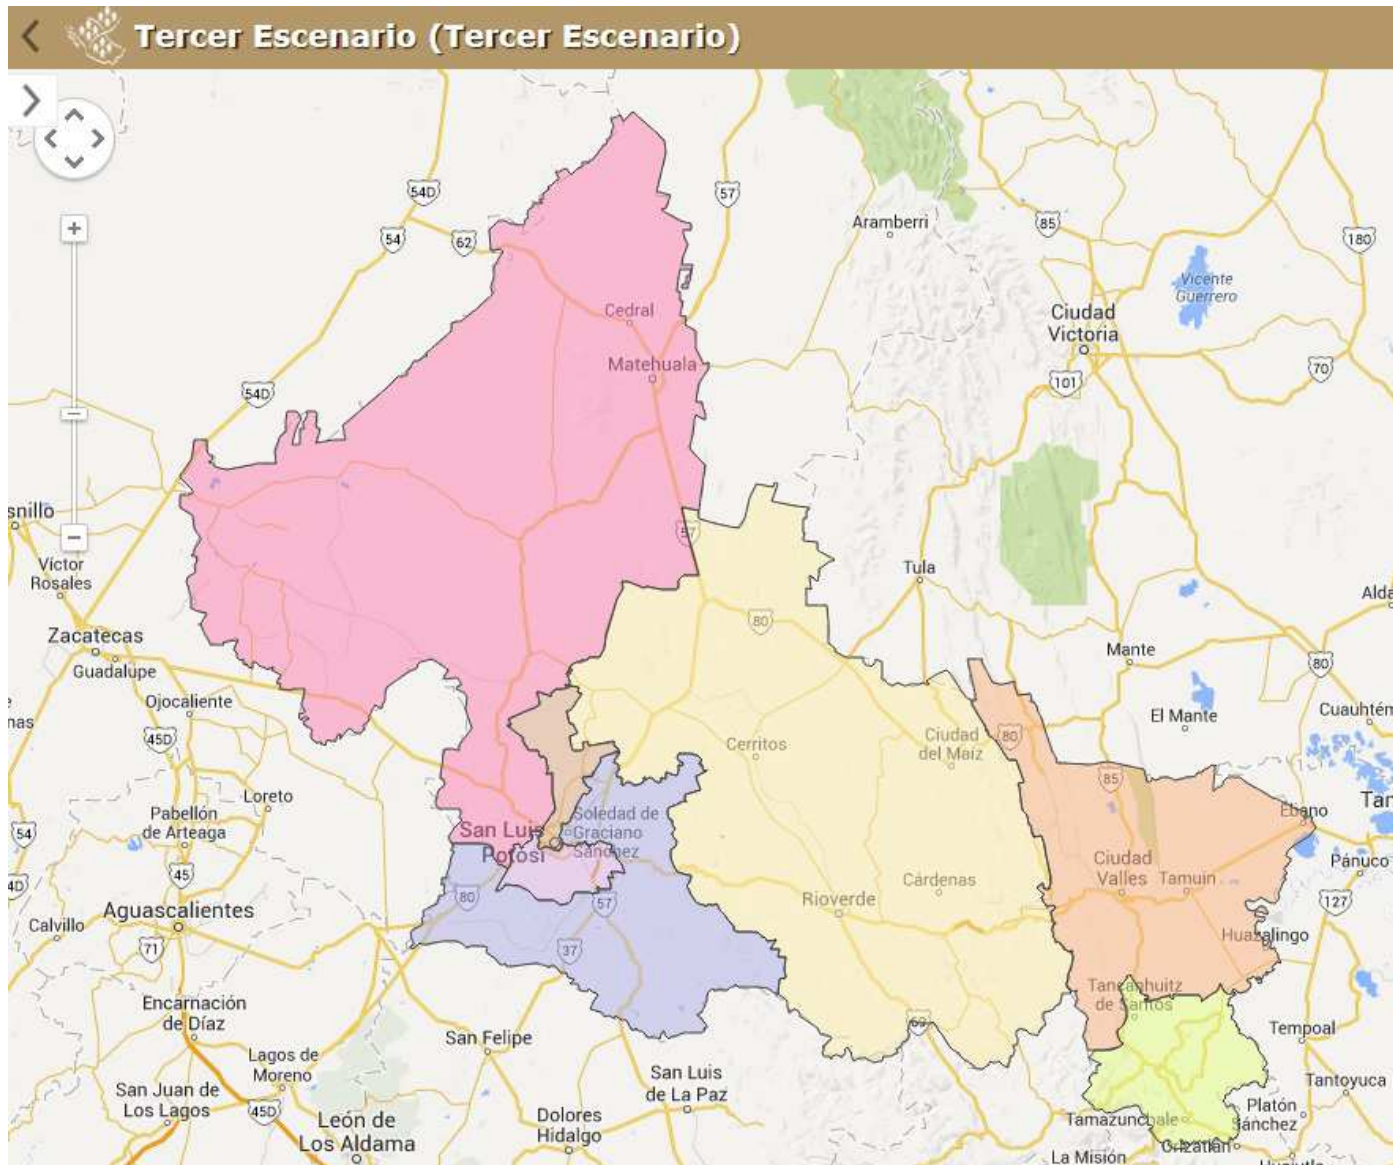 Tercer Escenario (Tercer Escenario)
54D
57
Aramberri
85
54
62
180
Vicente
Guerrero
Cedral
Ciudad
Victoria
Matehuala
54D
101
70
snillo
57
Víctor
Rosales
Tula
Aldá
80
Zacatecas
Guadalupe
Mante
80
Ojocaliente
El Mante
Cuauhtém
nas
45D
Cerritos
Ciudad
del Maíz
80
85
Loreto
Pabellón
de Arteaga
54
Soledad de
Graciano
Sánchez
San Luis
Potosí
Ébano
Tar
45
4D
Ciudad
Valles
Tamuin
Pánuco
Cárdenas
Rioverde
80
57
127
Aguascalientes
Calvillo
71
37
Huazalingo
Encarnación
de Díaz
Tancanhuitz
de Santos
69
San Felipe
Tempoal
Lagos de
Moreno
San Luis
de La Paz
Tantoyuca
San Juan de
Los Lagos
45D
León de
Los Aldama
Dolores
Hidalgo
Tamazunchale
Platón
Sánchez
Orizatlán
La Misión